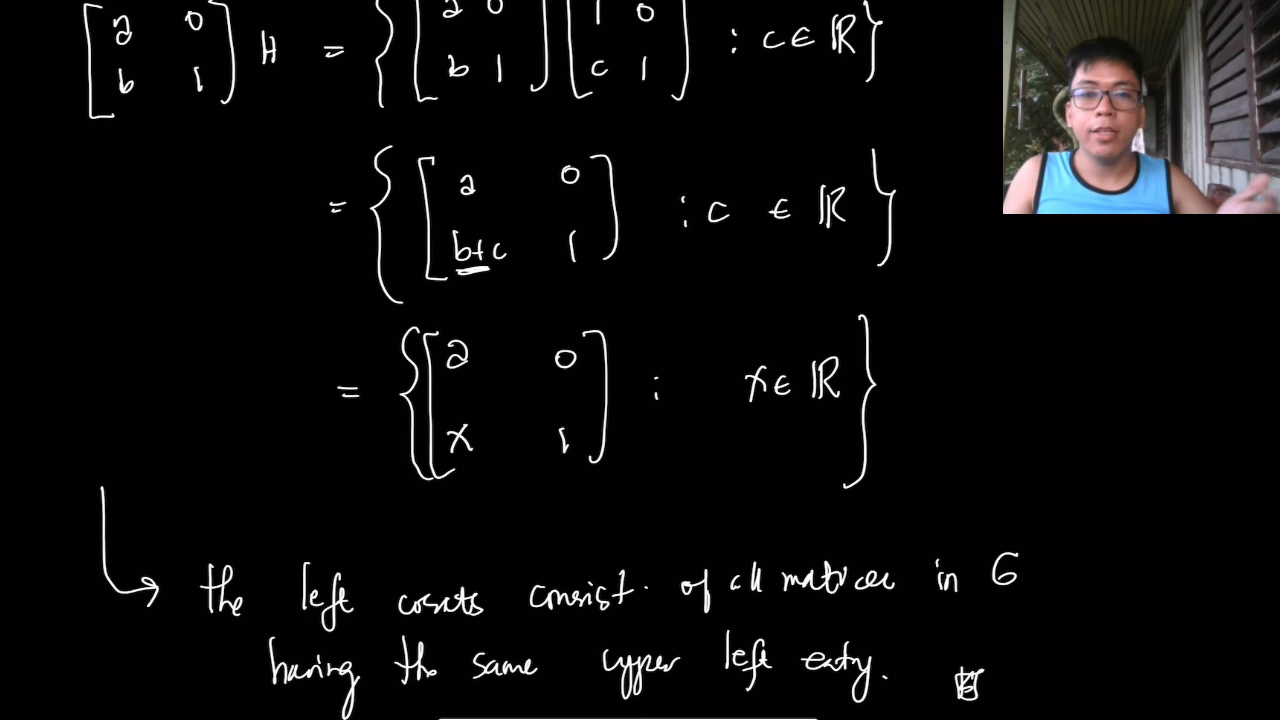 [a 0; b 1] H = { [a 0; b 1] [1 0; c 1] : c ∈ ℝ }
= { [a 0; b+c 1] : c ∈ ℝ }
= { [a 0; x 1] : x ∈ ℝ }
↳ the left cosets consist of all matrices in G
having the same upper left entry.